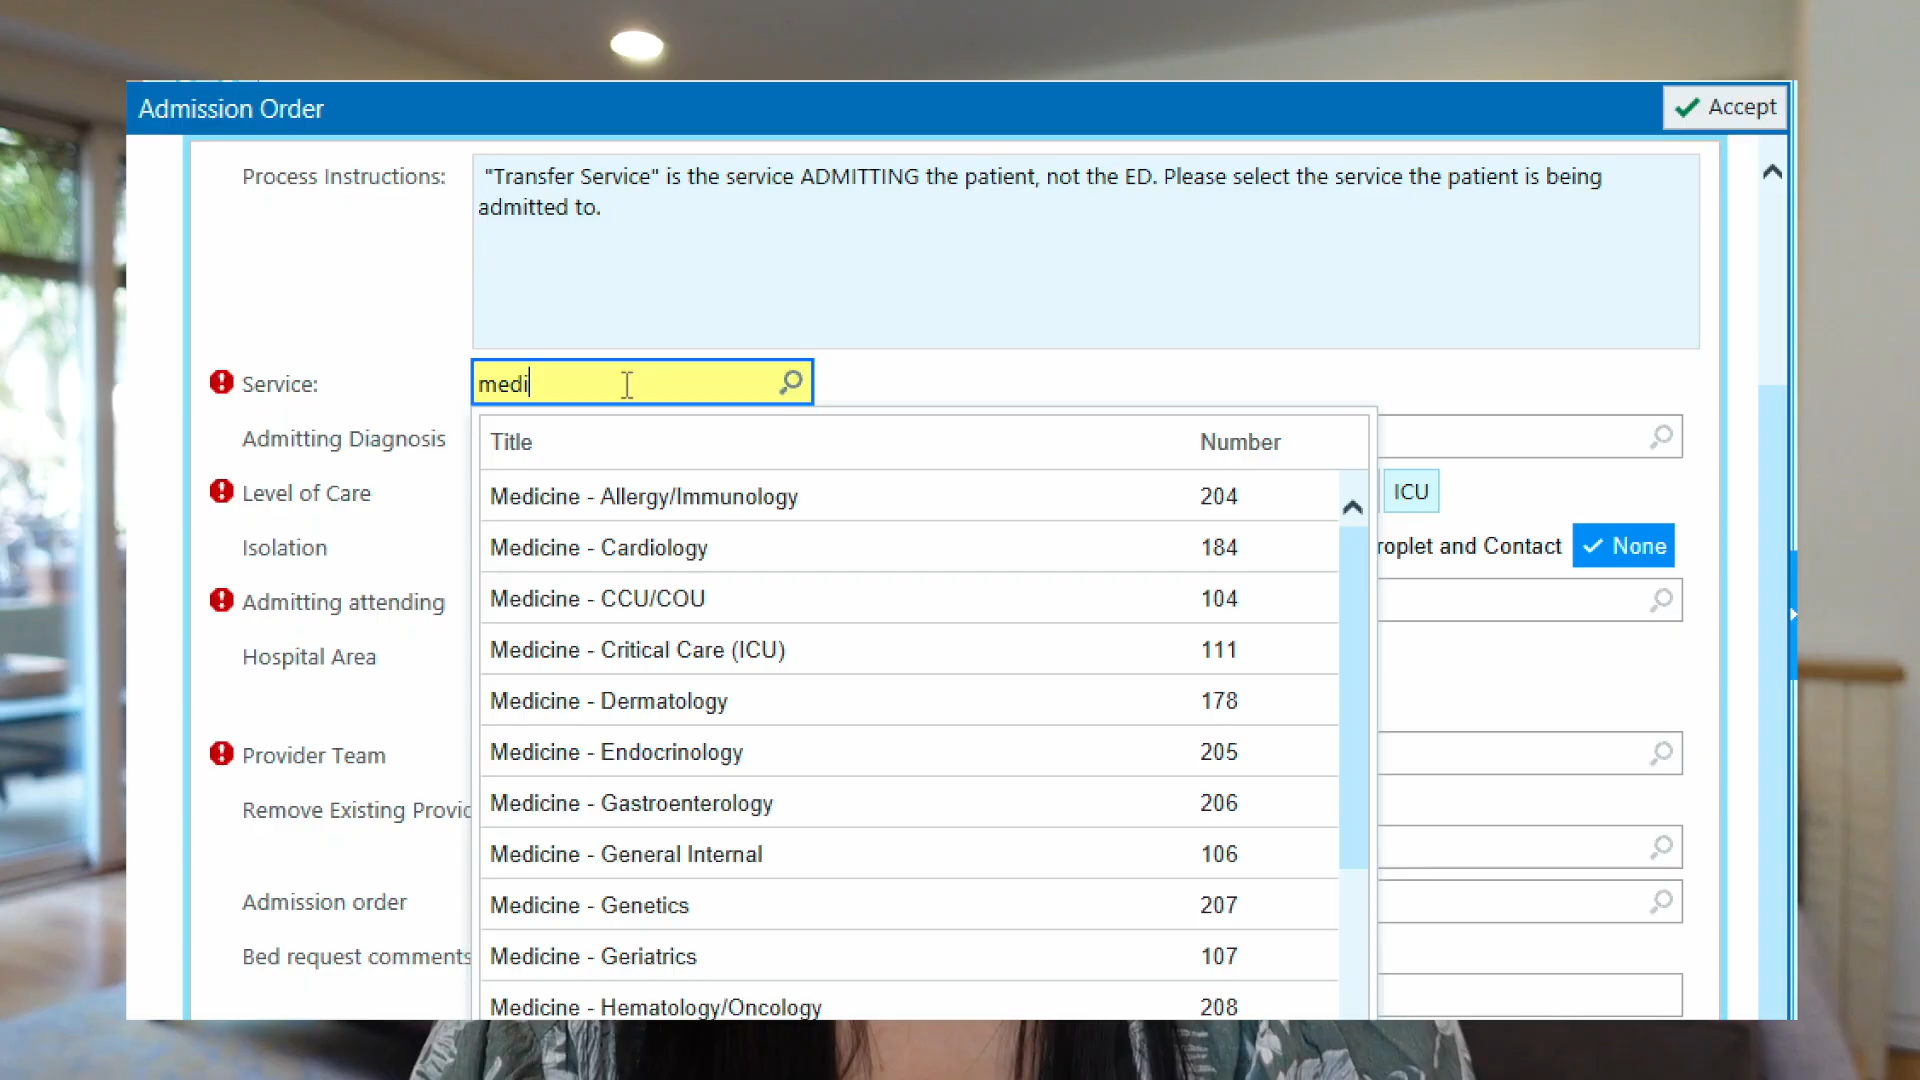 Admission Order
Accept
Process Instructions:
"Transfer Service" is the service ADMITTING the patient, not the ED. Please select the service the patient is being
admitted to.
Service:
medi
Title Number
Admitting Diagnosis
Medicine - Allergy/Immunology 204
Level of Care
ICU
Medicine - Cardiology 184
Isolation
roplet and Contact
None
Medicine - CCU/COU 104
Admitting attending
Medicine - Critical Care (ICU) 111
Hospital Area
Medicine - Dermatology 178
Medicine - Endocrinology 205
Provider Team
Medicine - Gastroenterology 206
Remove Existing Provid
Medicine - General Internal 106
Medicine - Genetics 207
Admission order
Medicine - Geriatrics 107
Bed request comments
Medicine - Hematology/Oncology 208